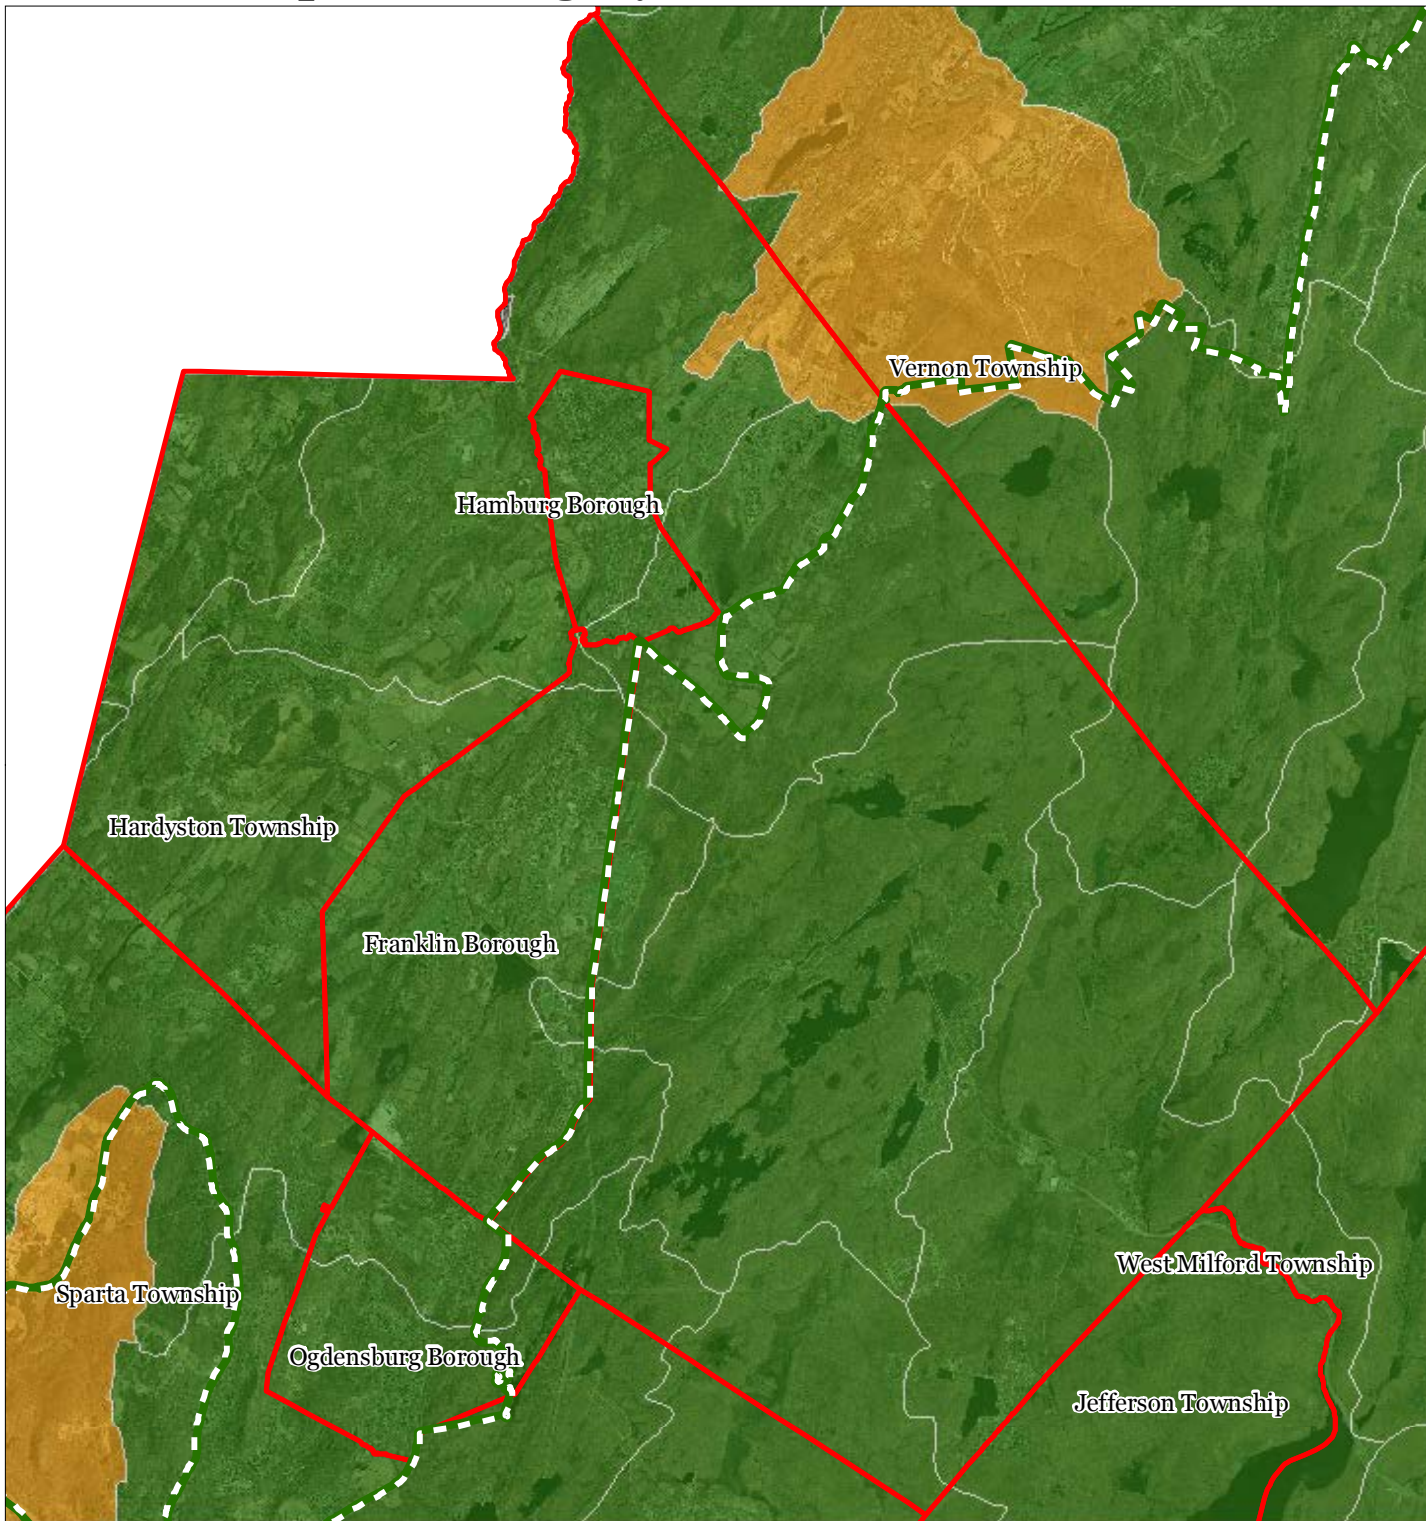 Vernon Township
Hamburg Borough
Hardyston Township
Franklin Borough
West Milford Township
Sparta Township
Ogdensburg Borough
Jefferson Township